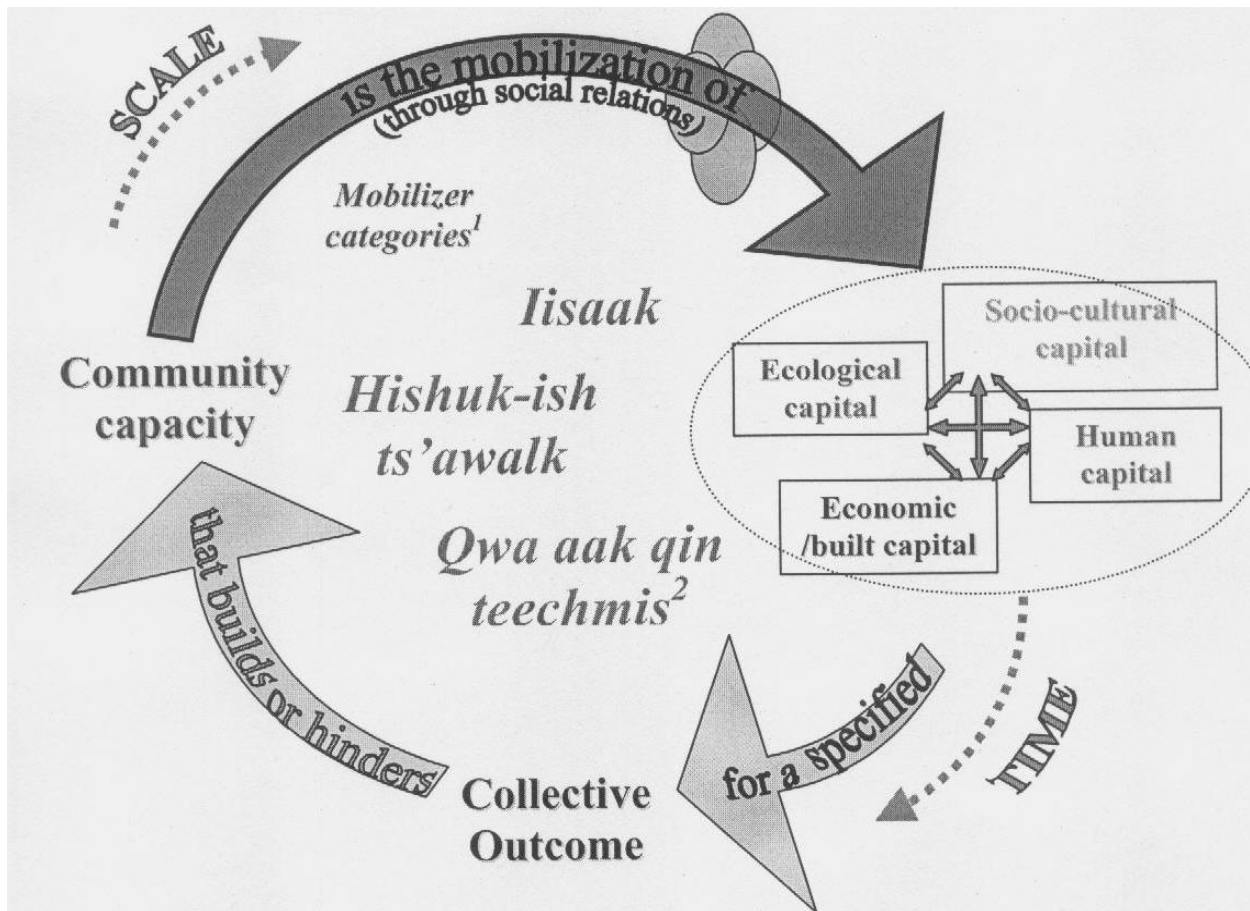 SCALE
is the mobilization of
(through social relations)
Mobilizer
categories¹
Iisaak
Hishuk-ish
ts’awalk
Qwa aak qin
teechmis²
Community
capacity
Socio-cultural
capital
Ecological
capital
Human
capital
Economic
/built capital
TIME
for a specified
Collective
Outcome
that builds or hinders